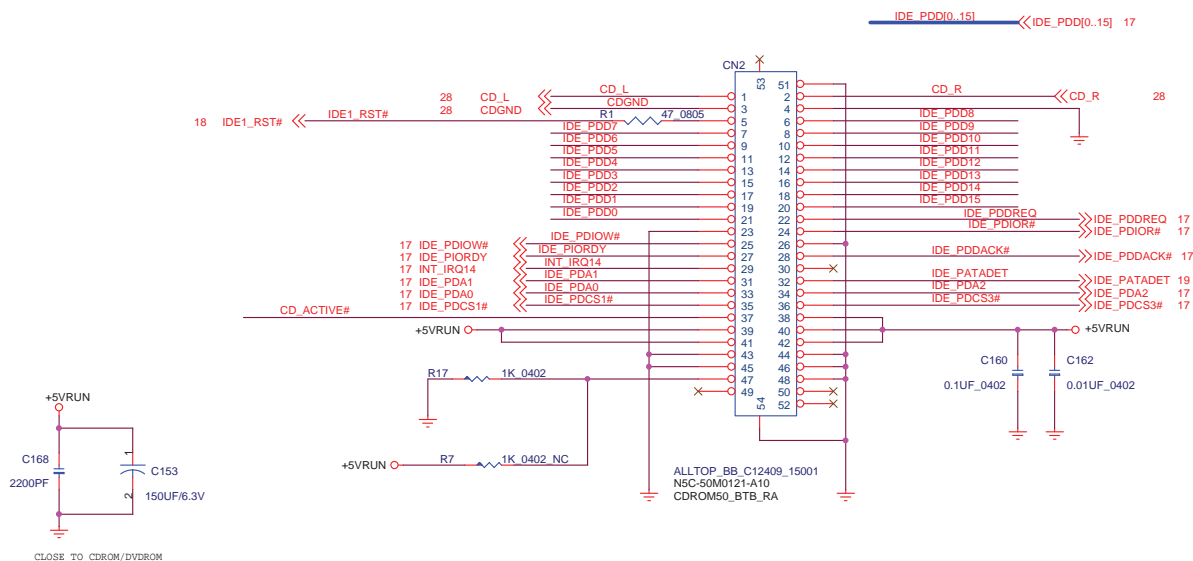 IDE_PDD[0..15] IDE_PDD[0..15] 17
CN2
53 51
28 CD_L CD_L 1 2 CD_R CD_R 28
28 CDGND CDGND 3 4
18 IDE1_RST# IDE1_RST# R1 47_0805 5 6 IDE_PDD8
IDE_PDD7 7 8 IDE_PDD9
IDE_PDD6 9 10 IDE_PDD10
IDE_PDD5 11 12 IDE_PDD11
IDE_PDD4 13 14 IDE_PDD12
IDE_PDD3 15 16 IDE_PDD13
IDE_PDD2 17 18 IDE_PDD14
IDE_PDD1 19 20 IDE_PDD15
IDE_PDD0 21 22 IDE_PDDREQ IDE_PDDREQ 17
23 24 IDE_PDIOR# IDE_PDIOR# 17
17 IDE_PDIOW# IDE_PDIOW# 25 26
17 IDE_PIORDY IDE_PIORDY 27 28 IDE_PDDACK# IDE_PDDACK# 17
17 INT_IRQ14 INT_IRQ14 29 30
17 IDE_PDA1 IDE_PDA1 31 32 IDE_PATADET IDE_PATADET 19
17 IDE_PDA0 IDE_PDA0 33 34 IDE_PDA2 IDE_PDA2 17
17 IDE_PDCS1# IDE_PDCS1# 35 36 IDE_PDCS3# IDE_PDCS3# 17
CD_ACTIVE# 37 38
+5VRUN 39 40 +5VRUN
41 42
43 44
45 46
R17 1K_0402 47 48
49 50
52
54
C160
0.1UF_0402
C162
0.01UF_0402
+5VRUN R7 1K_0402_NC
ALLTOP_BB_C12409_15001
N5C-50M0121-A10
CDROM50_BTB_RA
+5VRUN
C168
2200PF
1
C153
2
150UF/6.3V
CLOSE TO CDROM/DVDROM